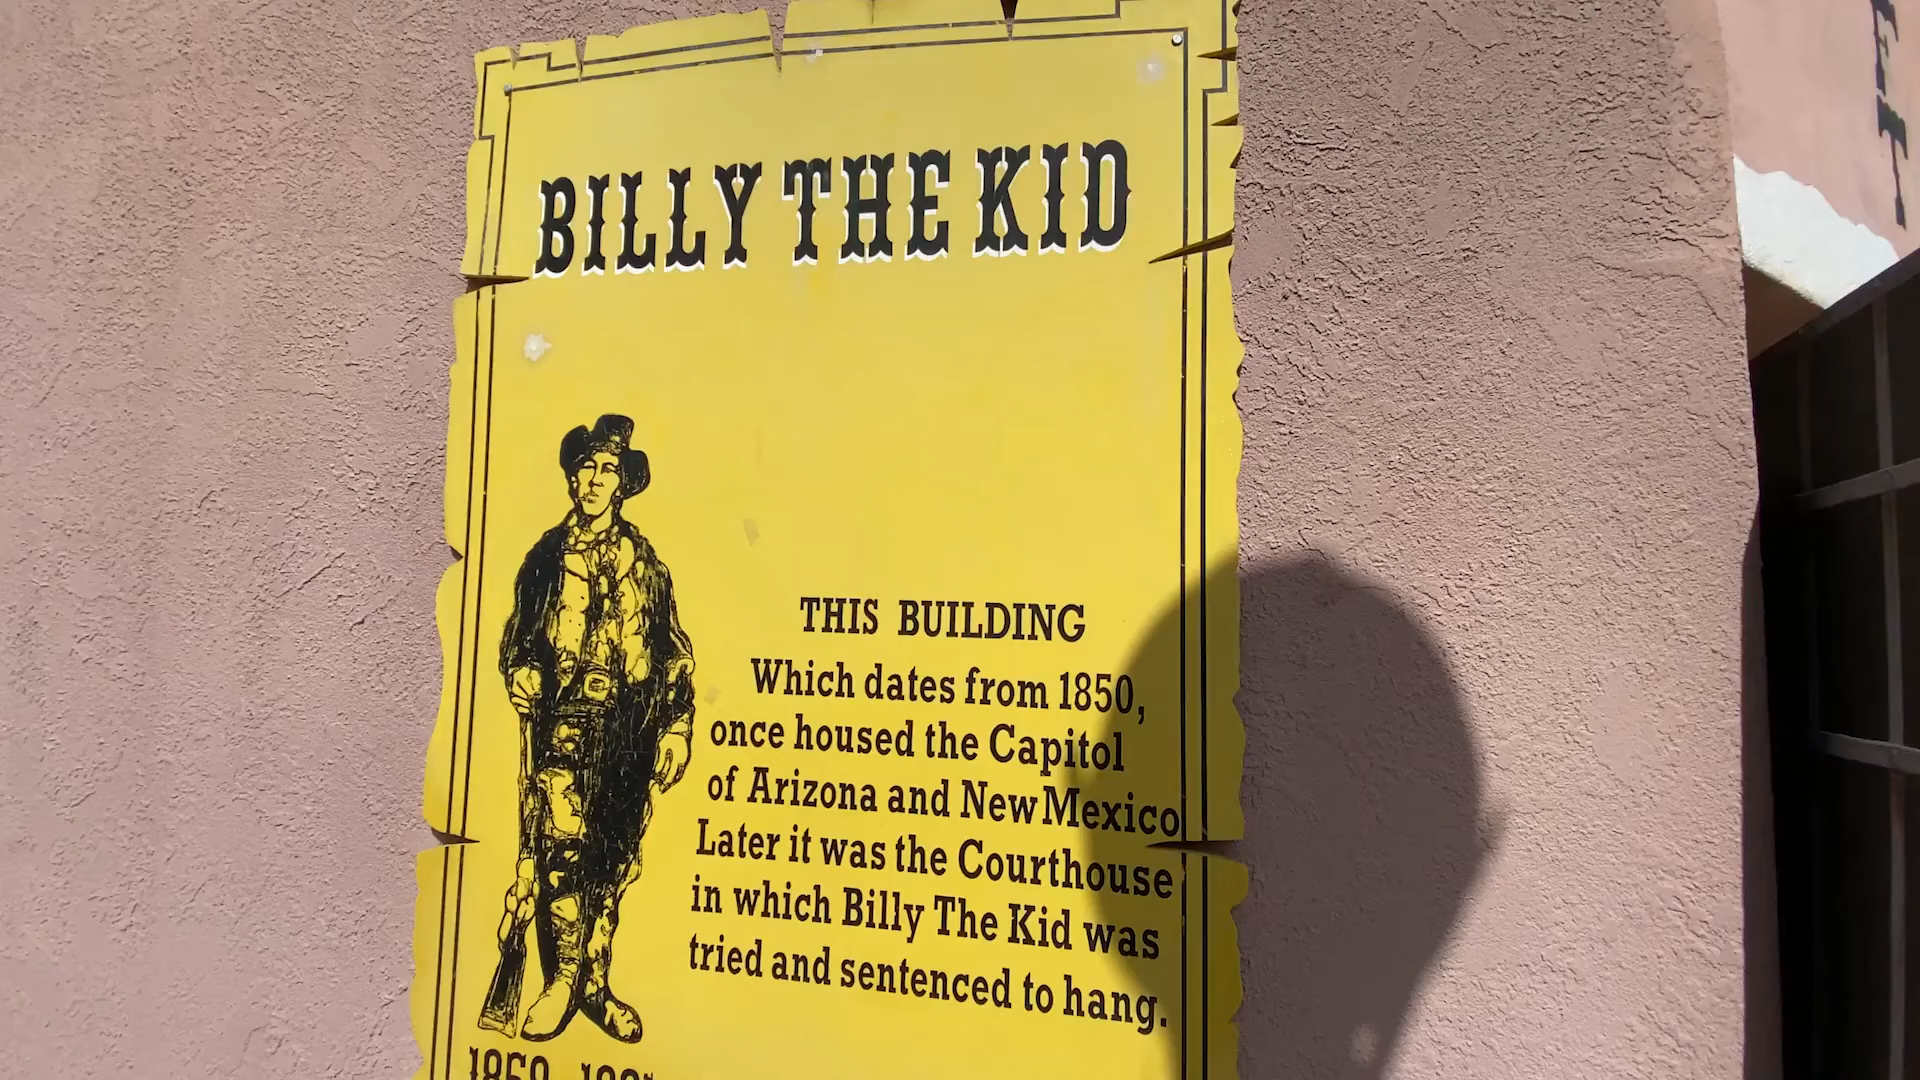 BILLY THE KID
THIS BUILDING
Which dates from 1850,
once housed the Capitol
of Arizona and New Mexico
Later it was the Courthouse
in which Billy The Kid was
tried and sentenced to hang.